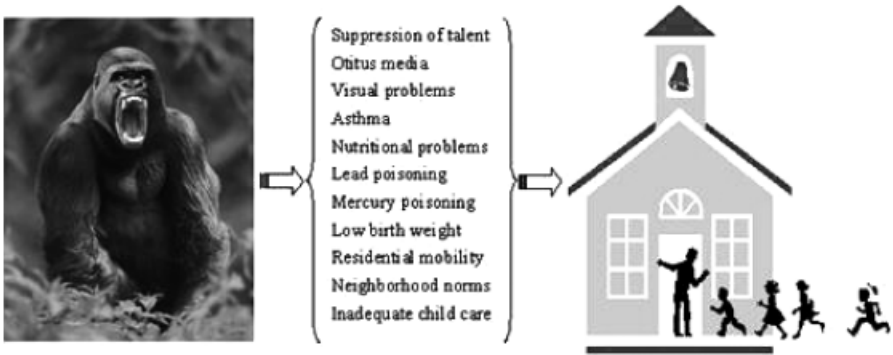 Suppression of talent
Otitus media
Visual problems
Asthma
Nutritional problems
Lead poisoning
Mercury poisoning
Low birth weight
Residential mobility
Neighborhood norms
Inadequate child care